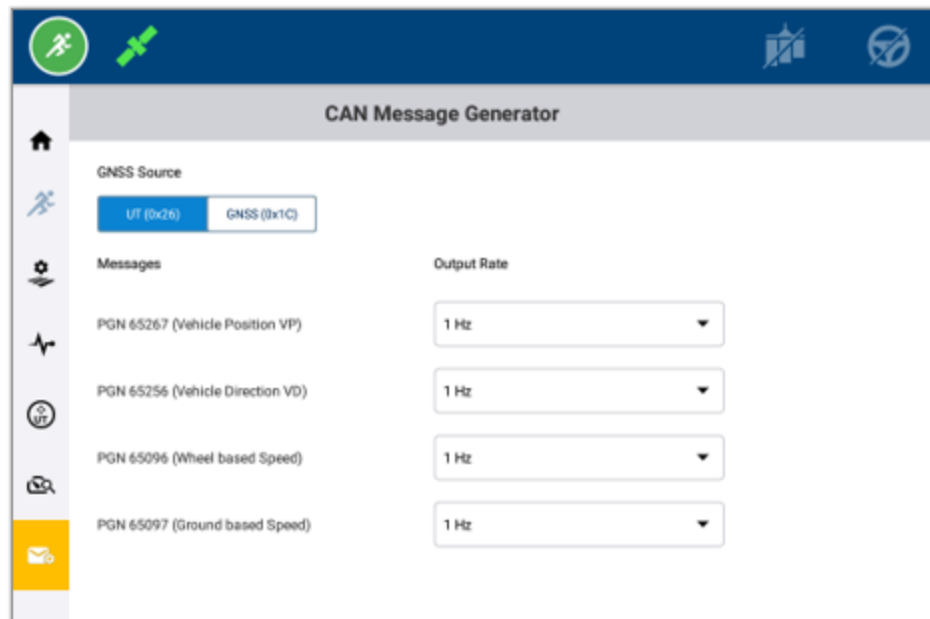 CAN Message Generator
GNSS Source
UT (0x26) GNSS (0x1C)
Messages Output Rate
PGN 65267 (Vehicle Position VP) 1 Hz
PGN 65256 (Vehicle Direction VD) 1 Hz
UT
PGN 65096 (Wheel based Speed) 1 Hz
PGN 65097 (Ground based Speed) 1 Hz